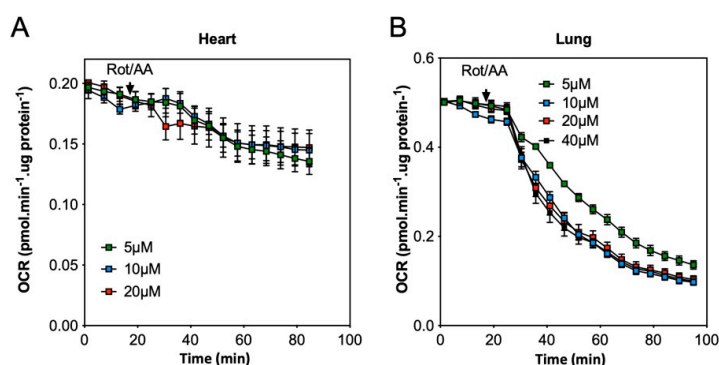 A
Heart
Rot/AA
0.20
0.15
0.10
0.05
0.00
OCR (pmol.min⁻¹.ug protein⁻¹)
5µM
10µM
20µM
0 20 40 60 80 100
Time (min)
B
Lung
Rot/AA
5µM
10µM
20µM
40µM
0.6
0.4
0.2
0.0
OCR (pmol.min⁻¹.ug protein⁻¹)
0 20 40 60 80 100
Time (min)